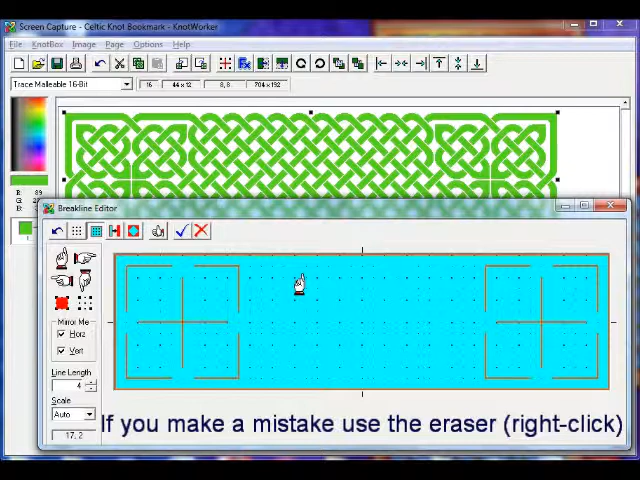 Screen Capture - Celtic Knot Bookmark - KnotWorker
File KnotBox Image Page Options Help
Trace Malleable 16-Bit 16 44 x 12 8, 8 704 x 192
R: 89
G: 2
B:
Breakline Editor
Mirror Me
Horz
Vert
Line Length
4
Scale
Auto
17, 2
If you make a mistake use the eraser (right-click)